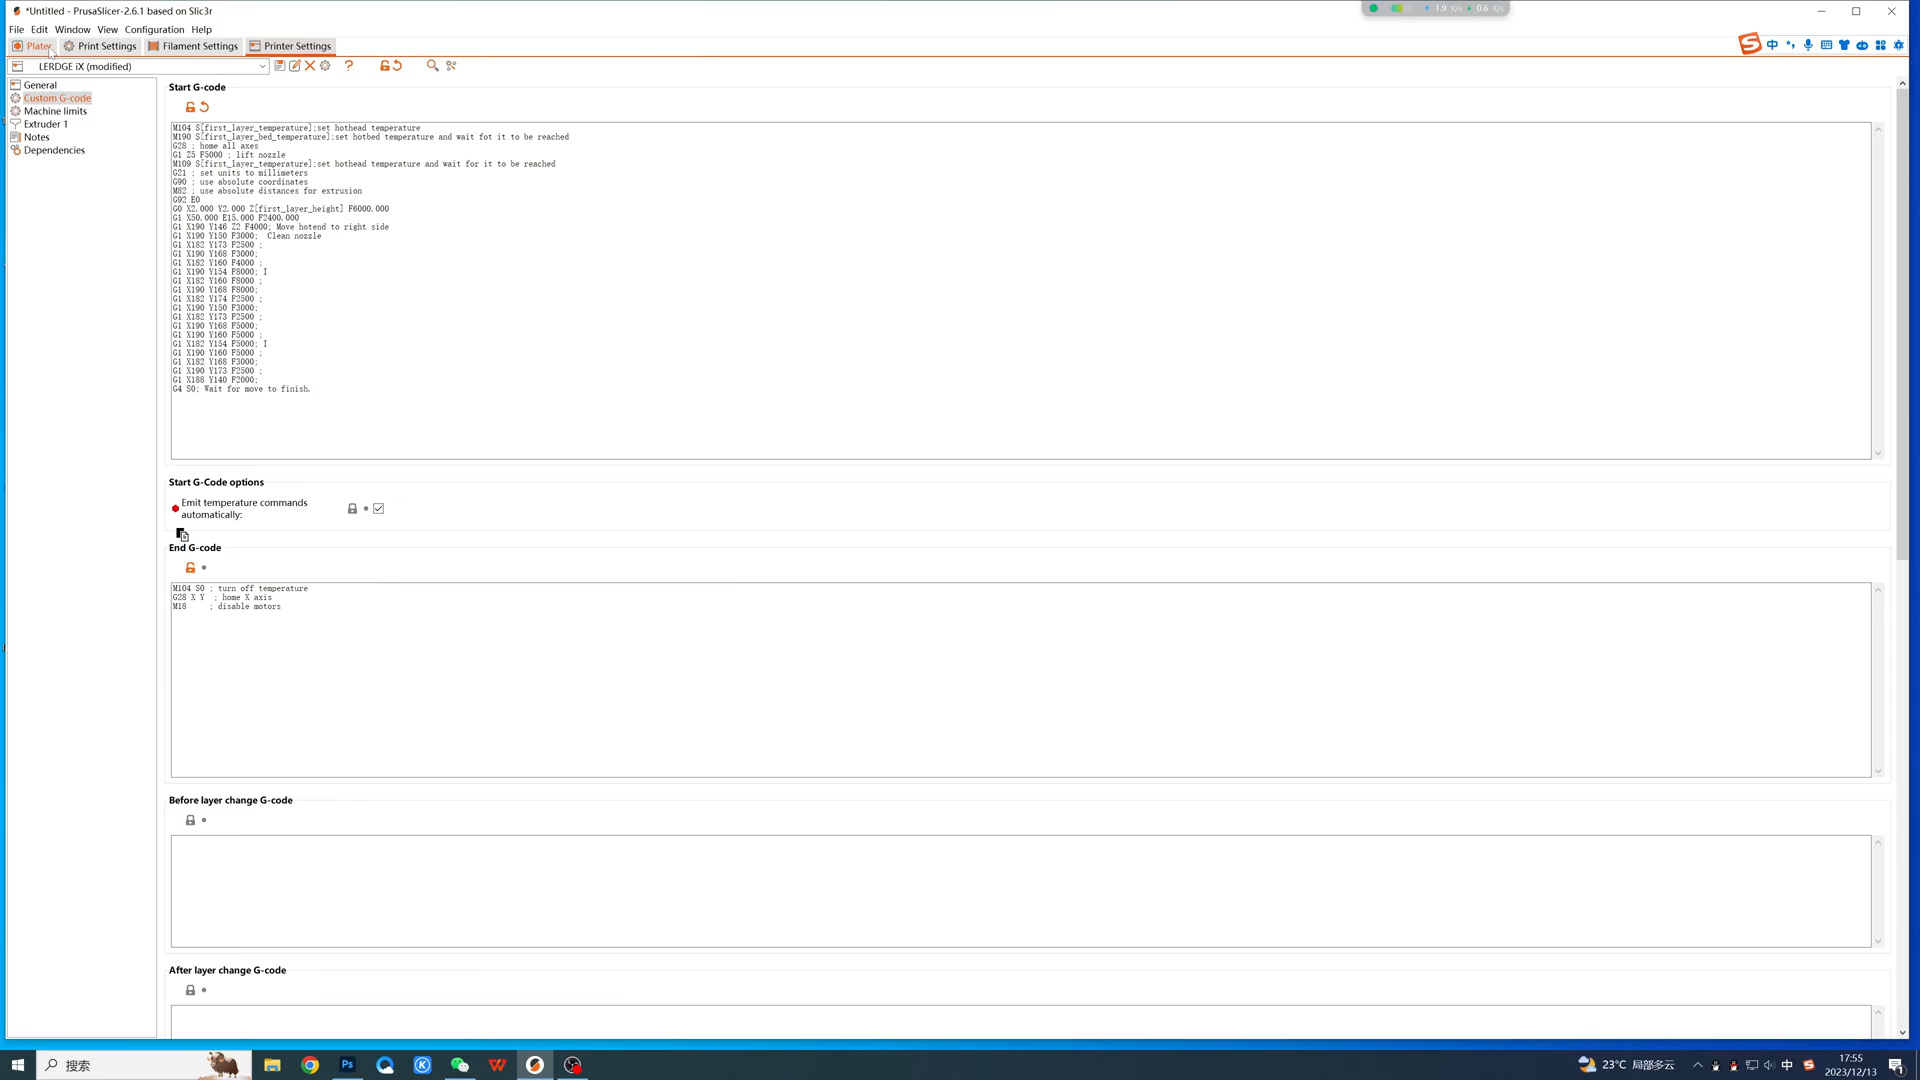 *Untitled - PrusaSlicer-2.6.1 based on Slic3r
1.9 K/s 0.6 K/s
File Edit Window View Configuration Help
Plater Print Settings Filament Settings Printer Settings
中
LERDGE iX (modified)
General
Custom G-code
Machine limits
Extruder 1
Notes
Dependencies
Start G-code
M104 S[first_layer_temperature];set hothead temperature
M190 S[first_layer_bed_temperature];set hotbed temperature and wait fot it to be reached
G28 ; home all axes
G1 Z5 F5000 ; lift nozzle
M109 S[first_layer_temperature];set hothead temperature and wait for it to be reached
G21 ; set units to millimeters
G90 ; use absolute coordinates
M82 ; use absolute distances for extrusion
G92 E0
G0 X2.000 Y2.000 Z[first_layer_height] F6000.000
G1 X50.000 E15.000 F2400.000
G1 X190 Y146 Z2 F4000; Move hotend to right side
G1 X190 Y150 F3000;  Clean nozzle
G1 X182 Y173 F2500 ;
G1 X190 Y168 F3000;
G1 X182 Y160 F4000 ;
G1 X190 Y154 F8000; I
G1 X182 Y160 F8000 ;
G1 X190 Y168 F8000;
G1 X182 Y174 F2500 ;
G1 X190 Y150 F3000;
G1 X182 Y173 F2500 ;
G1 X190 Y168 F5000;
G1 X190 Y160 F5000 ;
G1 X182 Y154 F5000; I
G1 X190 Y160 F5000 ;
G1 X182 Y168 F3000;
G1 X190 Y173 F2500 ;
G1 X188 Y140 F2000;
G4 S0; Wait for move to finish.
Start G-Code options
Emit temperature commands
automatically:
End G-code
M104 S0 ; turn off temperature
G28 X Y  ; home X axis
M18     ; disable motors
Before layer change G-code
After layer change G-code
搜索
Ps
23°C 局部多云
中
17:55
2023/12/13
1